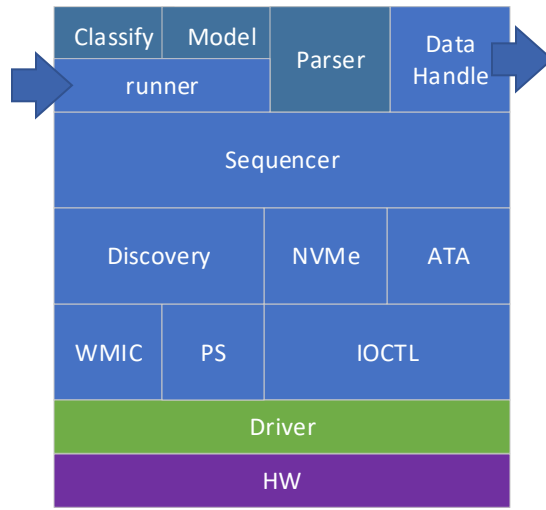 Classify Model
runner
Parser
Data
Handle
Sequencer
Discovery NVMe ATA
WMIC PS IOCTL
Driver
HW